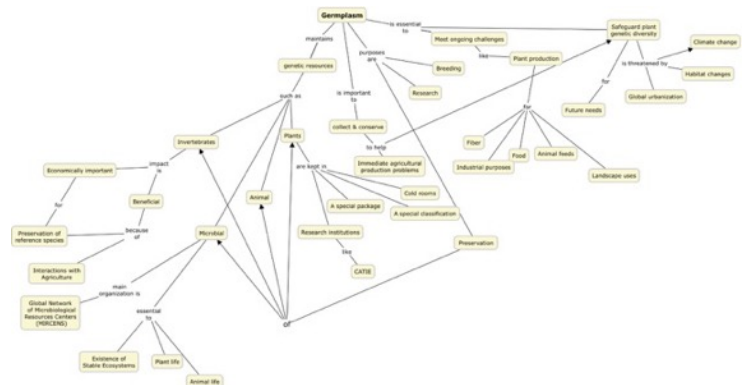 Germplasm
is essential
to
Safeguard plant
genetic diversity
maintains
purposes
are
Meet ongoing challenges
like
Plant production
Climate change
is threatened by
Habitat changes
Global urbanization
genetic resources
Breeding
Research
such as
is important
to
for
Future needs
for
collect & conserve
to help
Immediate agricultural
production problems
Fiber
Industrial purposes
Food
Animal feeds
Landscape uses
Invertebrates
Plants
impact
is
Economically important
Beneficial
for
because
of
Preservation of
reference species
Interactions with
Agriculture
are kept in
Cold rooms
A special package
A special classification
Research institutions
like
CATIE
Animal
Microbial
Preservation
of
main
organization is
Global Network
of Microbiological
Resources Centers
(MIRCENS)
essential
to
Existence of
Stable Ecosystems
Plant life
Animal life